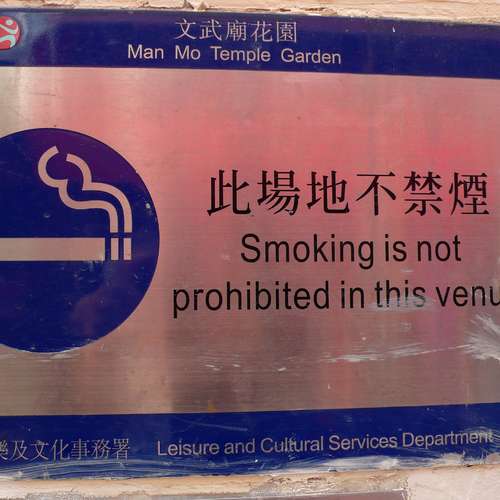 文武廟花園
Man Mo Temple Garden
此場地不禁煙
Smoking is not
prohibited in this venu
樂及文化事務署 Leisure and Cultural Services Department